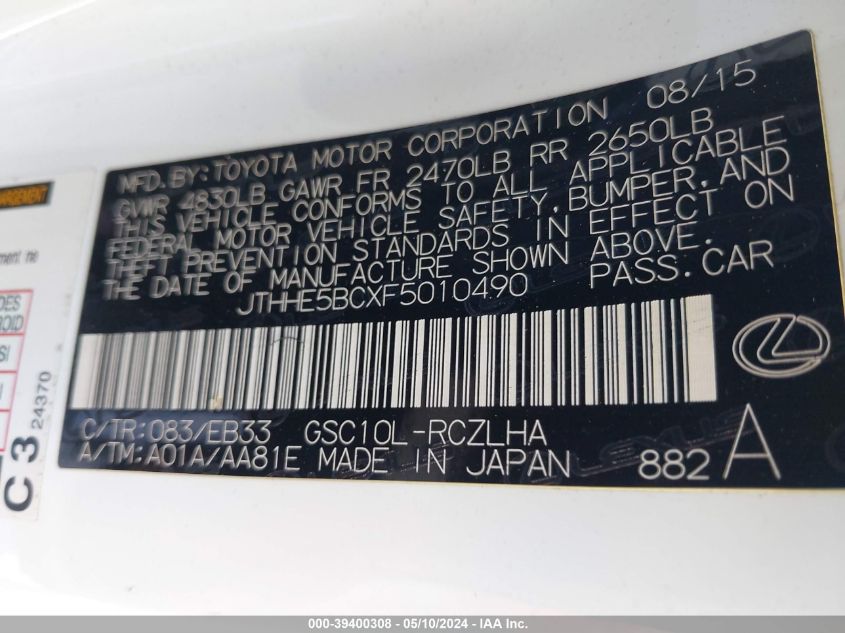 MFD.BY:TOYOTA MOTOR CORPORATION 08/15
GVWR 4830LB GAWR FR 2470LB RR 2650LB
THIS VEHICLE CONFORMS TO ALL APPLICABLE
FEDERAL MOTOR VEHICLE SAFETY,BUMPER,AND
THEFT PREVENTION STANDARDS IN EFFECT ON
THE DATE OF MANUFACTURE SHOWN ABOVE.
JTHHE5BCXF5010490 PASS.CAR
C/TR:083/EB33 GSC10L-RCZLHA
A/TM:A01A/AA81E MADE IN JAPAN 882 A
C3 24370
000-39400308 - 05/10/2024 - IAA Inc.